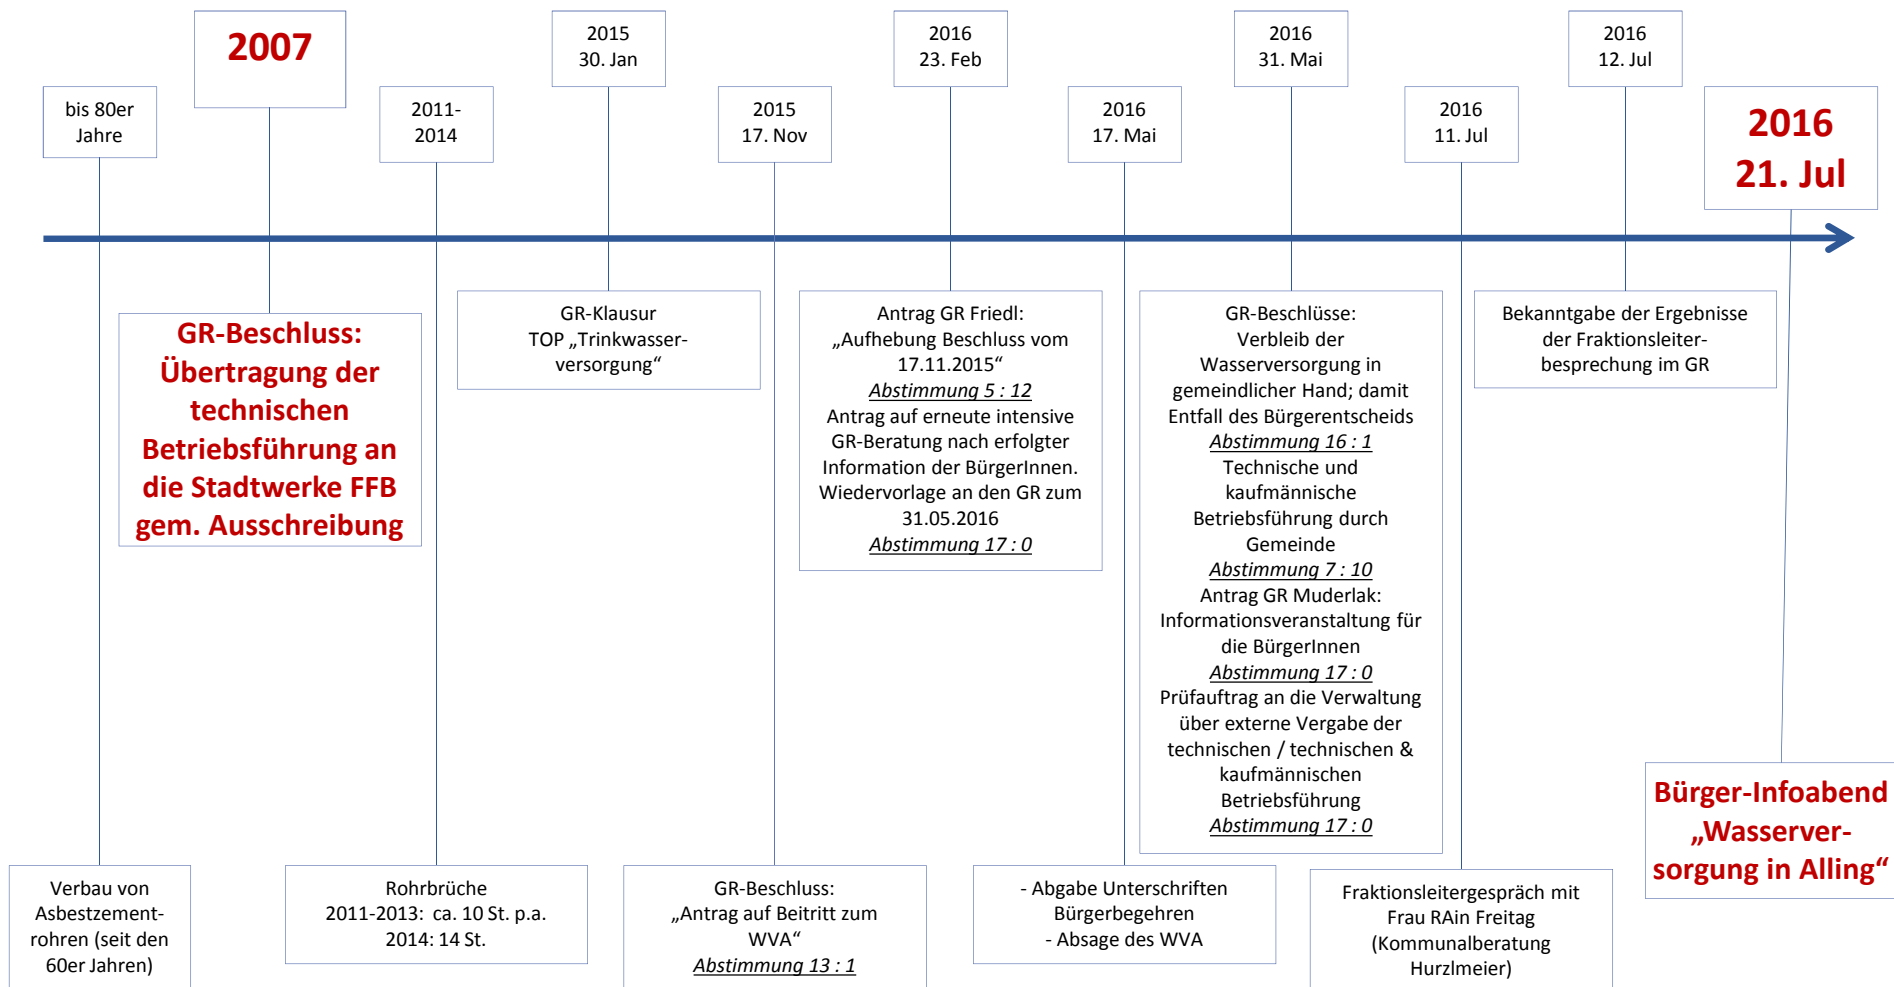 bis 80er
Jahre
2007
2011-
2014
2015
30. Jan
2015
17. Nov
2016
23. Feb
2016
17. Mai
2016
31. Mai
2016
11. Jul
2016
12. Jul
2016
21. Jul
Verbau von
Asbestzement-
rohren (seit den
60er Jahren)
GR-Beschluss:
Übertragung der
technischen
Betriebsführung an
die Stadtwerke FFB
gem. Ausschreibung
Rohrbrüche
2011-2013: ca. 10 St. p.a.
2014: 14 St.
GR-Klausur
TOP „Trinkwasser-
versorgung“
GR-Beschluss:
„Antrag auf Beitritt zum
WVA“
Abstimmung 13 : 1
Antrag GR Friedl:
„Aufhebung Beschluss vom
17.11.2015“
Abstimmung 5 : 12
Antrag auf erneute intensive
GR-Beratung nach erfolgter
Information der BürgerInnen.
Wiedervorlage an den GR zum
31.05.2016
Abstimmung 17 : 0
- Abgabe Unterschriften
Bürgerbegehren
- Absage des WVA
GR-Beschlüsse:
Verbleib der
Wasserversorgung in
gemeindlicher Hand; damit
Entfall des Bürgerentscheids
Abstimmung 16 : 1
Technische und
kaufmännische
Betriebsführung durch
Gemeinde
Abstimmung 7 : 10
Antrag GR Muderlak:
Informationsveranstaltung für
die BürgerInnen
Abstimmung 17 : 0
Prüfauftrag an die Verwaltung
über externe Vergabe der
technischen / technischen &
kaufmännischen
Betriebsführung
Abstimmung 17 : 0
Fraktionsleitergespräch mit
Frau RAin Freitag
(Kommunalberatung
Hurzlmeier)
Bekanntgabe der Ergebnisse
der Fraktionsleiter-
besprechung im GR
Bürger-Infoabend
„Wasserver-
sorgung in Alling“